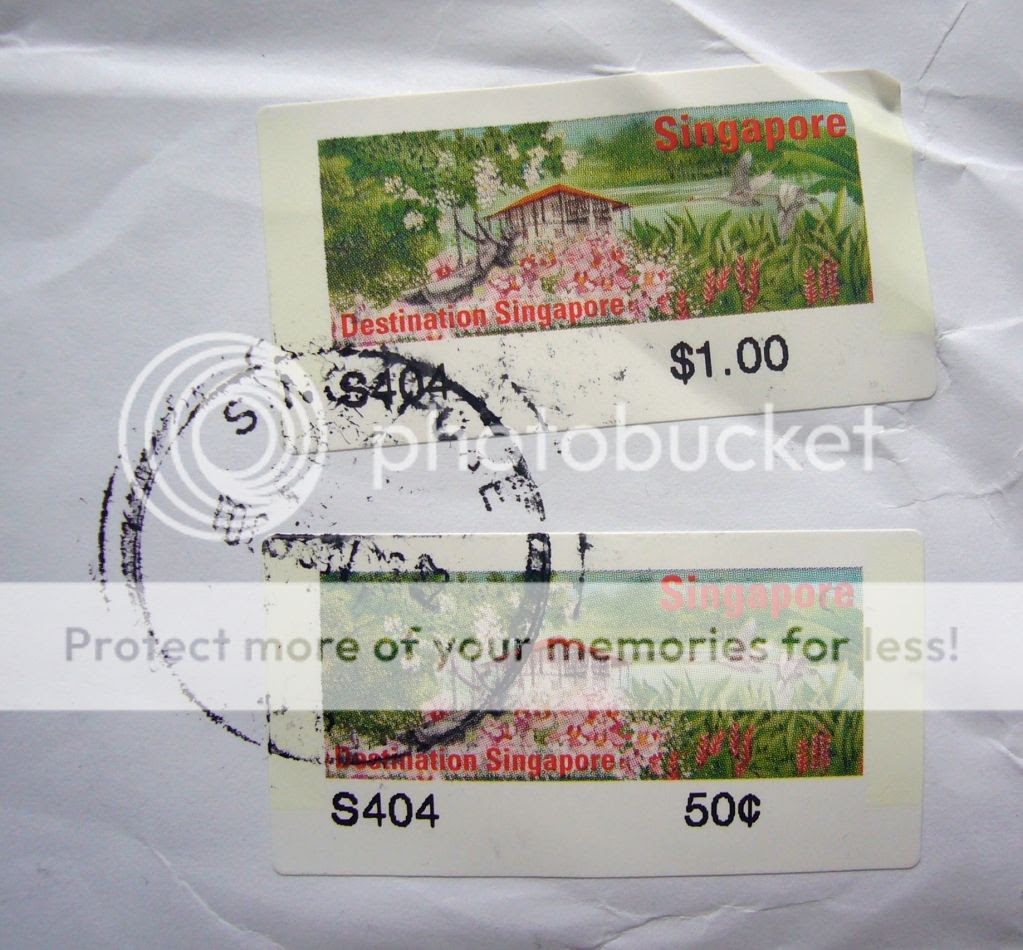 Singapore
Destination Singapore
$1.00
S404
photobucket
Singapore
Protect more of your memories for less!
Destination Singapore
S404 50¢